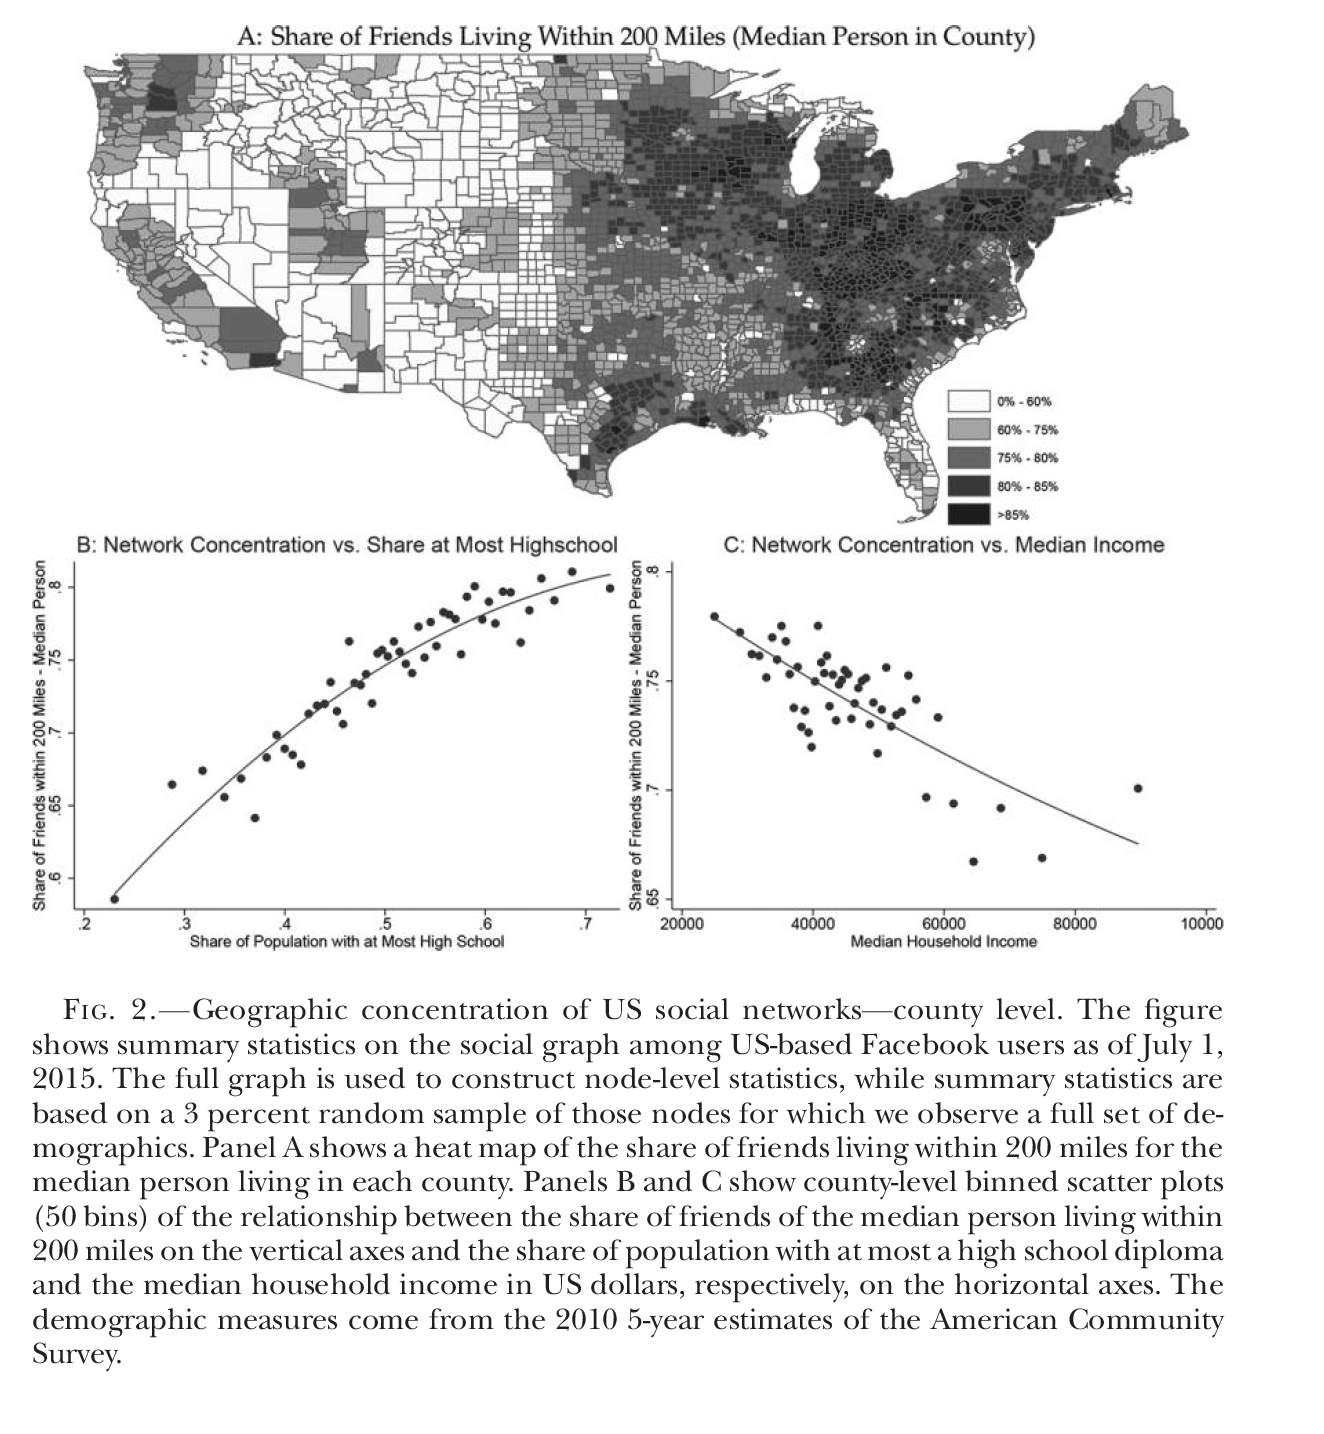 A: Share of Friends Living Within 200 Miles (Median Person in County)
0% - 60%
60% - 75%
75% - 80%
80% - 85%
>85%
B: Network Concentration vs. Share at Most Highschool
Share of Friends within 200 Miles - Median Person
.8
.75
.7
.65
.6
.2 .3 .4 .5 .6 .7
Share of Population with at Most High School
C: Network Concentration vs. Median Income
Share of Friends within 200 Miles - Median Person
.8
.75
.7
.65
20000 40000 60000 80000 10000
Median Household Income
FIG. 2.—Geographic concentration of US social networks—county level. The figure
shows summary statistics on the social graph among US-based Facebook users as of July 1,
2015. The full graph is used to construct node-level statistics, while summary statistics are
based on a 3 percent random sample of those nodes for which we observe a full set of de-
mographics. Panel A shows a heat map of the share of friends living within 200 miles for the
median person living in each county. Panels B and C show county-level binned scatter plots
(50 bins) of the relationship between the share of friends of the median person living within
200 miles on the vertical axes and the share of population with at most a high school diploma
and the median household income in US dollars, respectively, on the horizontal axes. The
demographic measures come from the 2010 5-year estimates of the American Community
Survey.